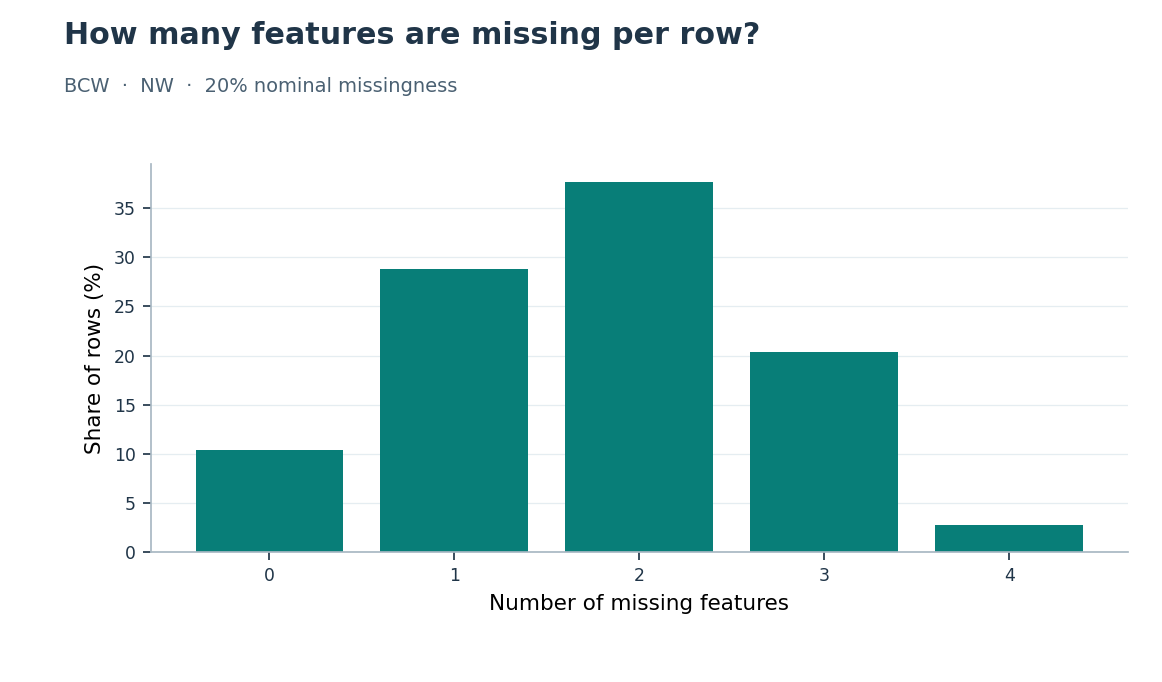 How many features are missing per row?
BCW · NW · 20% nominal missingness
Share of rows (%)
35
30
25
20
15
10
5
0
0 1 2 3 4
Number of missing features